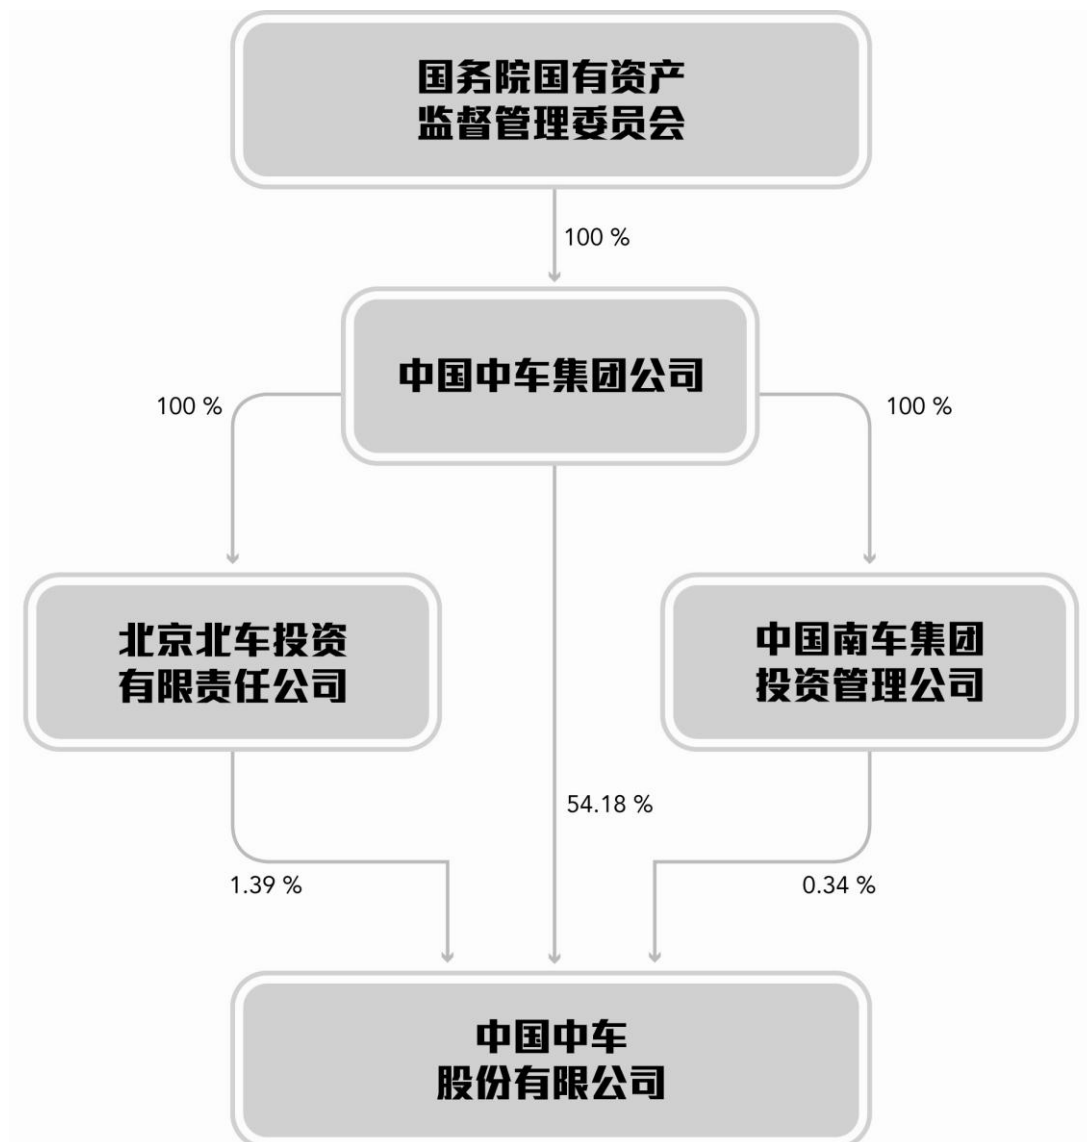 国务院国有资产
监督管理委员会
100 %
中国中车集团公司
100 %
100 %
北京北车投资
有限责任公司
中国南车集团
投资管理公司
54.18 %
1.39 %
0.34 %
中国中车
股份有限公司